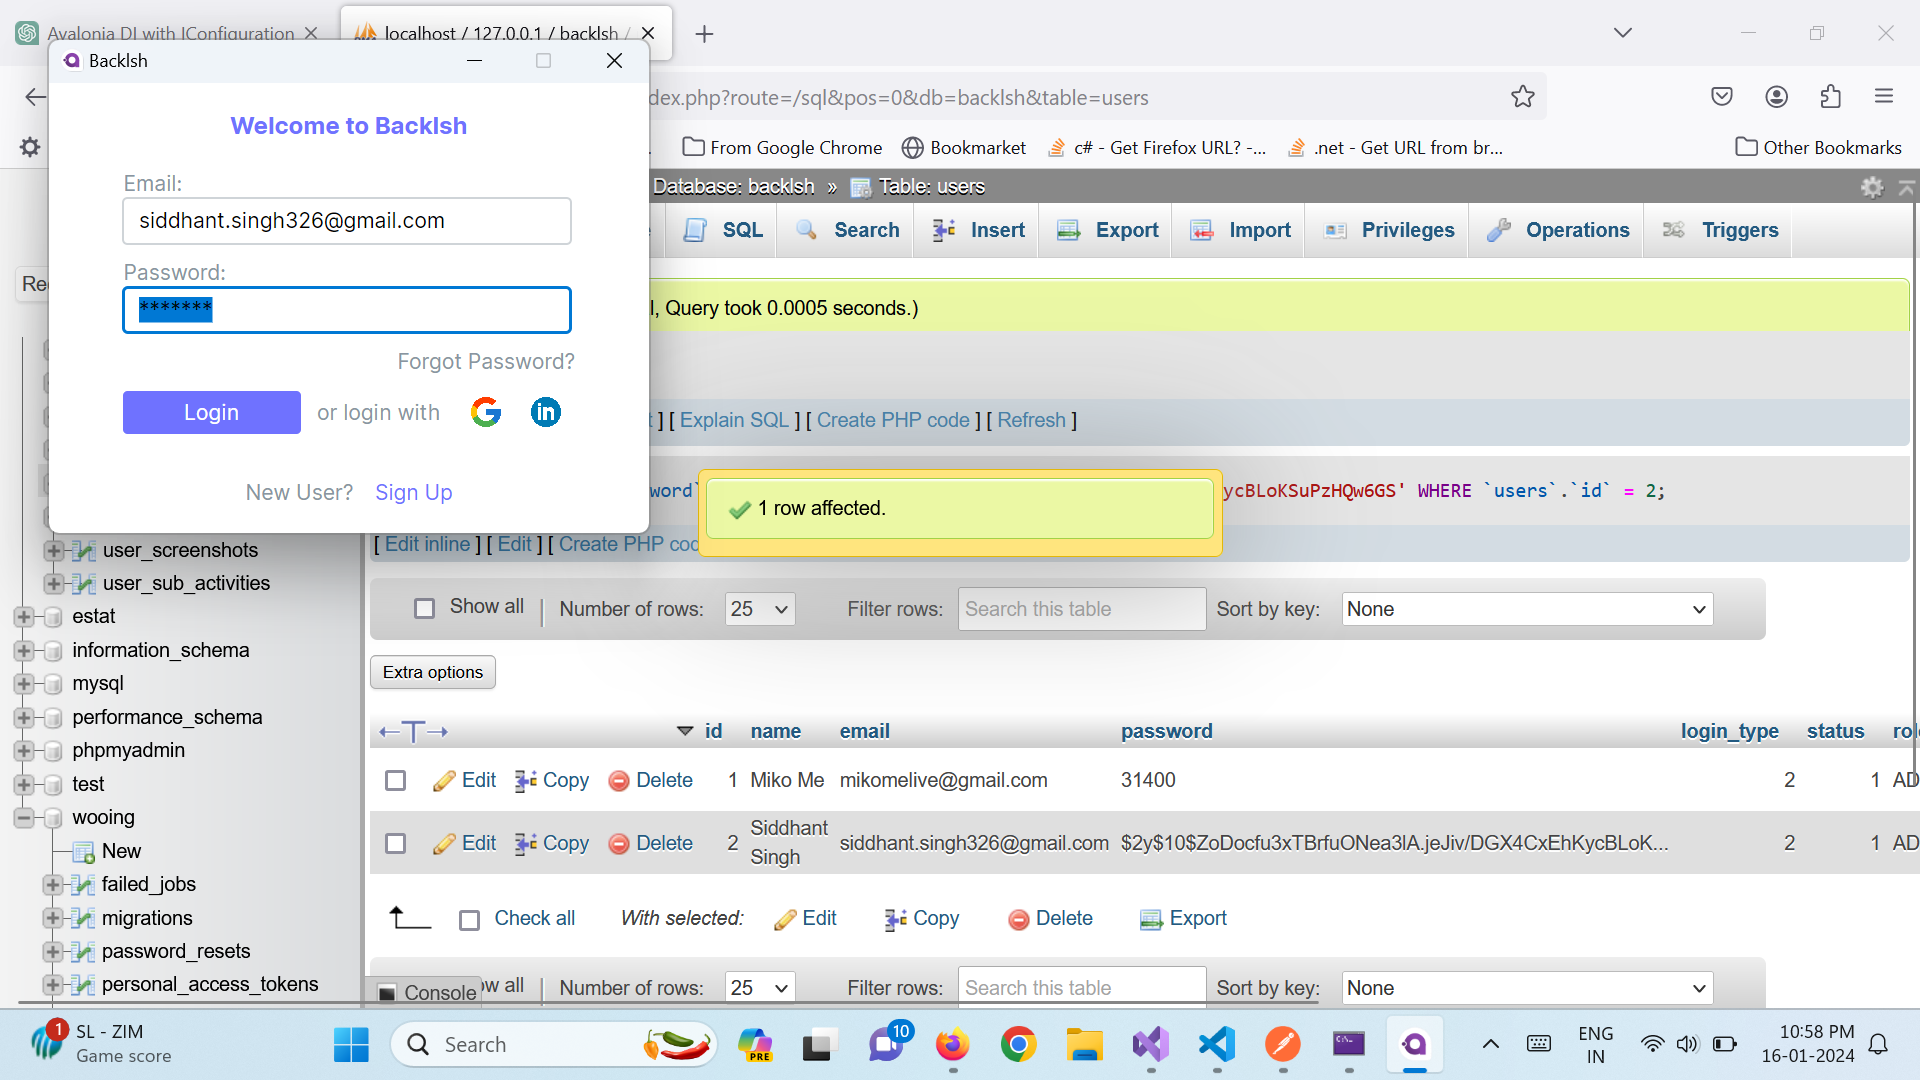 Avalonia DI with IConfiguration
localhost / 127.0.0.1 / backlsh /
Backlsh
Welcome to Backlsh
Email:
siddhant.singh326@gmail.com
Password:
*******
Forgot Password?
Login
or login with
New User? Sign Up
dex.php?route=/sql&pos=0&db=backlsh&table=users
From Google Chrome
Bookmarket
c# - Get Firefox URL? -...
.net - Get URL from br...
Other Bookmarks
Database: backlsh » Table: users
SQL
Search
Insert
Export
Import
Privileges
Operations
Triggers
l, Query took 0.0005 seconds.)
] [ Explain SQL ] [ Create PHP code ] [ Refresh ]
word`
ycBLoKSuPzHQw6GS' WHERE `users`.`id` = 2;
1 row affected.
[ Edit inline ] [ Edit ] [ Create PHP cod
Show all
Number of rows: 25
Filter rows: Search this table
Sort by key: None
Extra options
id name email password login_type status role
Edit Copy Delete 1 Miko Me mikomelive@gmail.com 31400 2 1 AD
Edit Copy Delete 2 Siddhant Singh siddhant.singh326@gmail.com $2y$10$ZoDocfu3xTBrfuONea3lA.jeJiv/DGX4CxEhKycBLoK... 2 1 AD
Check all With selected: Edit Copy Delete Export
Console
ow all
Number of rows: 25
Filter rows: Search this table
Sort by key: None
Re
user_screenshots
user_sub_activities
estat
information_schema
mysql
performance_schema
phpmyadmin
test
wooing
New
failed_jobs
migrations
password_resets
personal_access_tokens
1
SL - ZIM
Game score
Search
PRE
10
ENG
IN
10:58 PM
16-01-2024